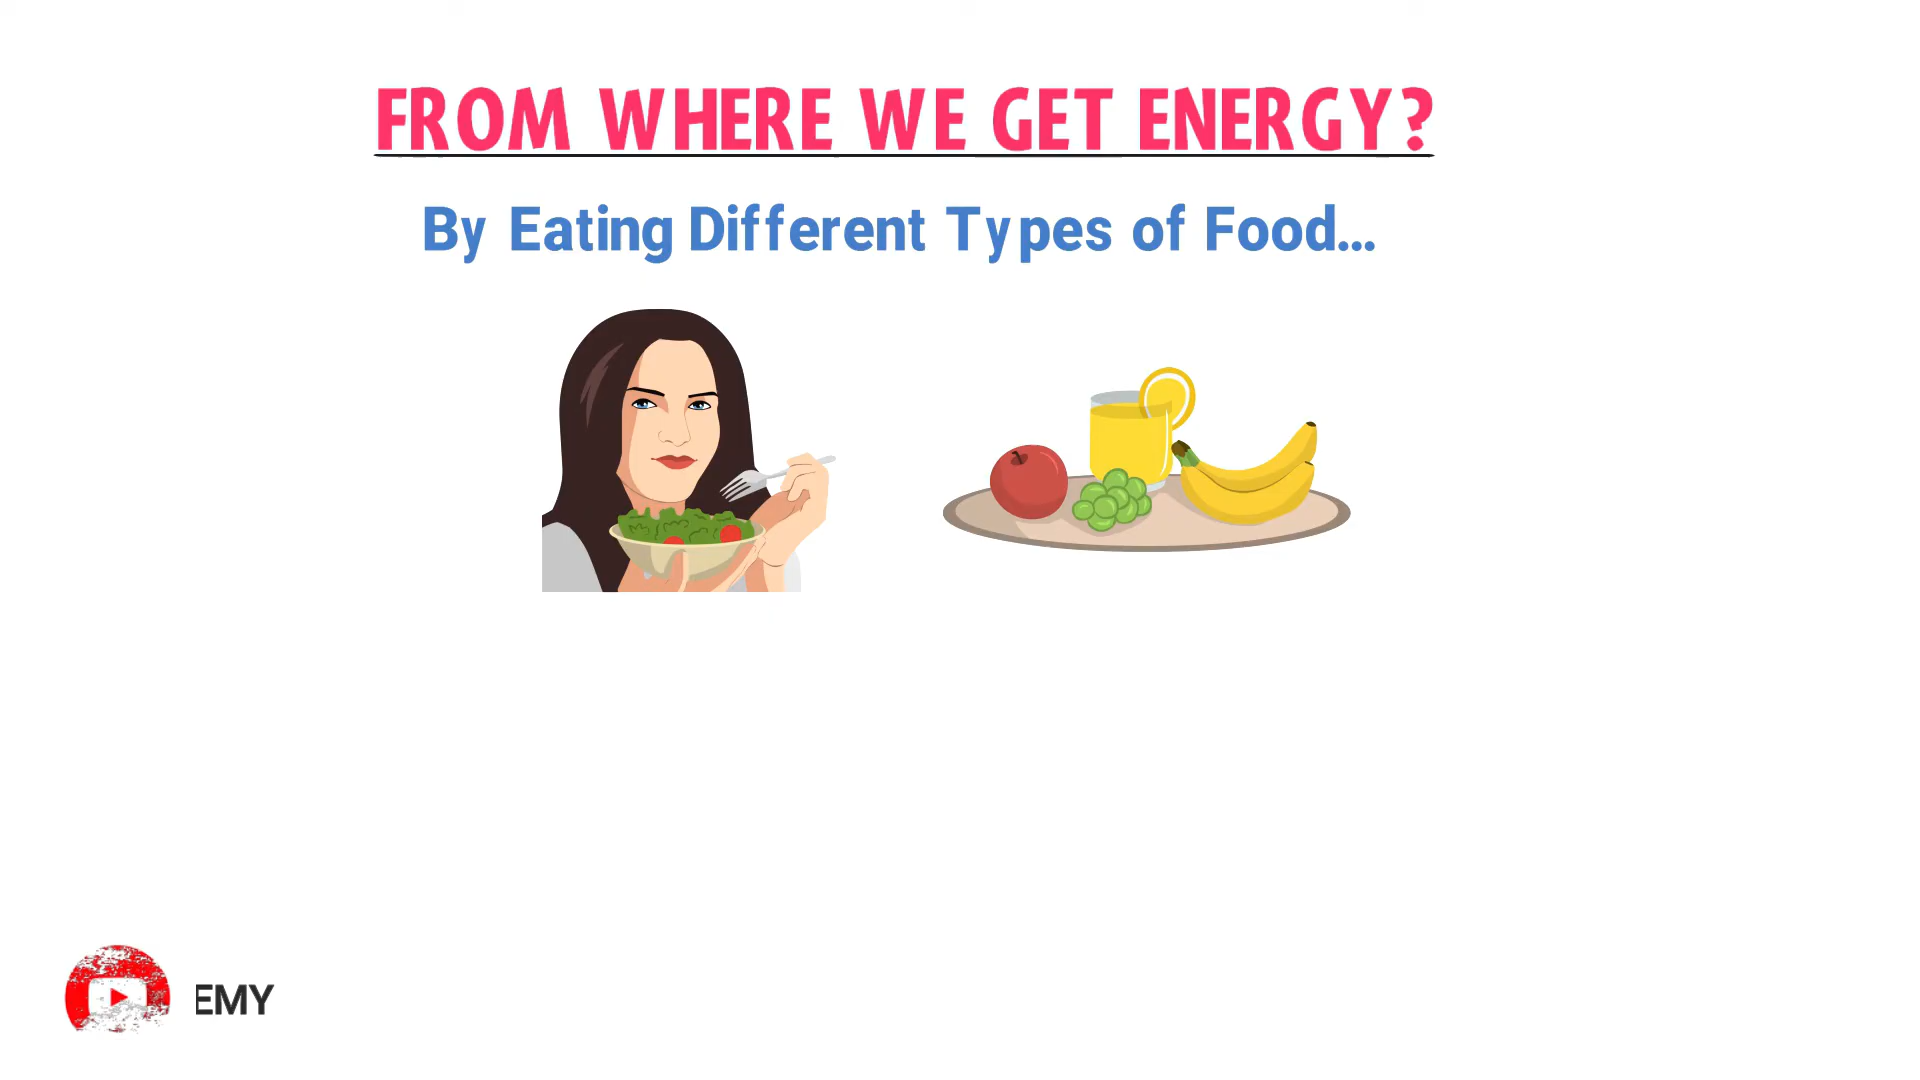 FROM WHERE WE GET ENERGY?
By Eating Different Types of Food...
EMY